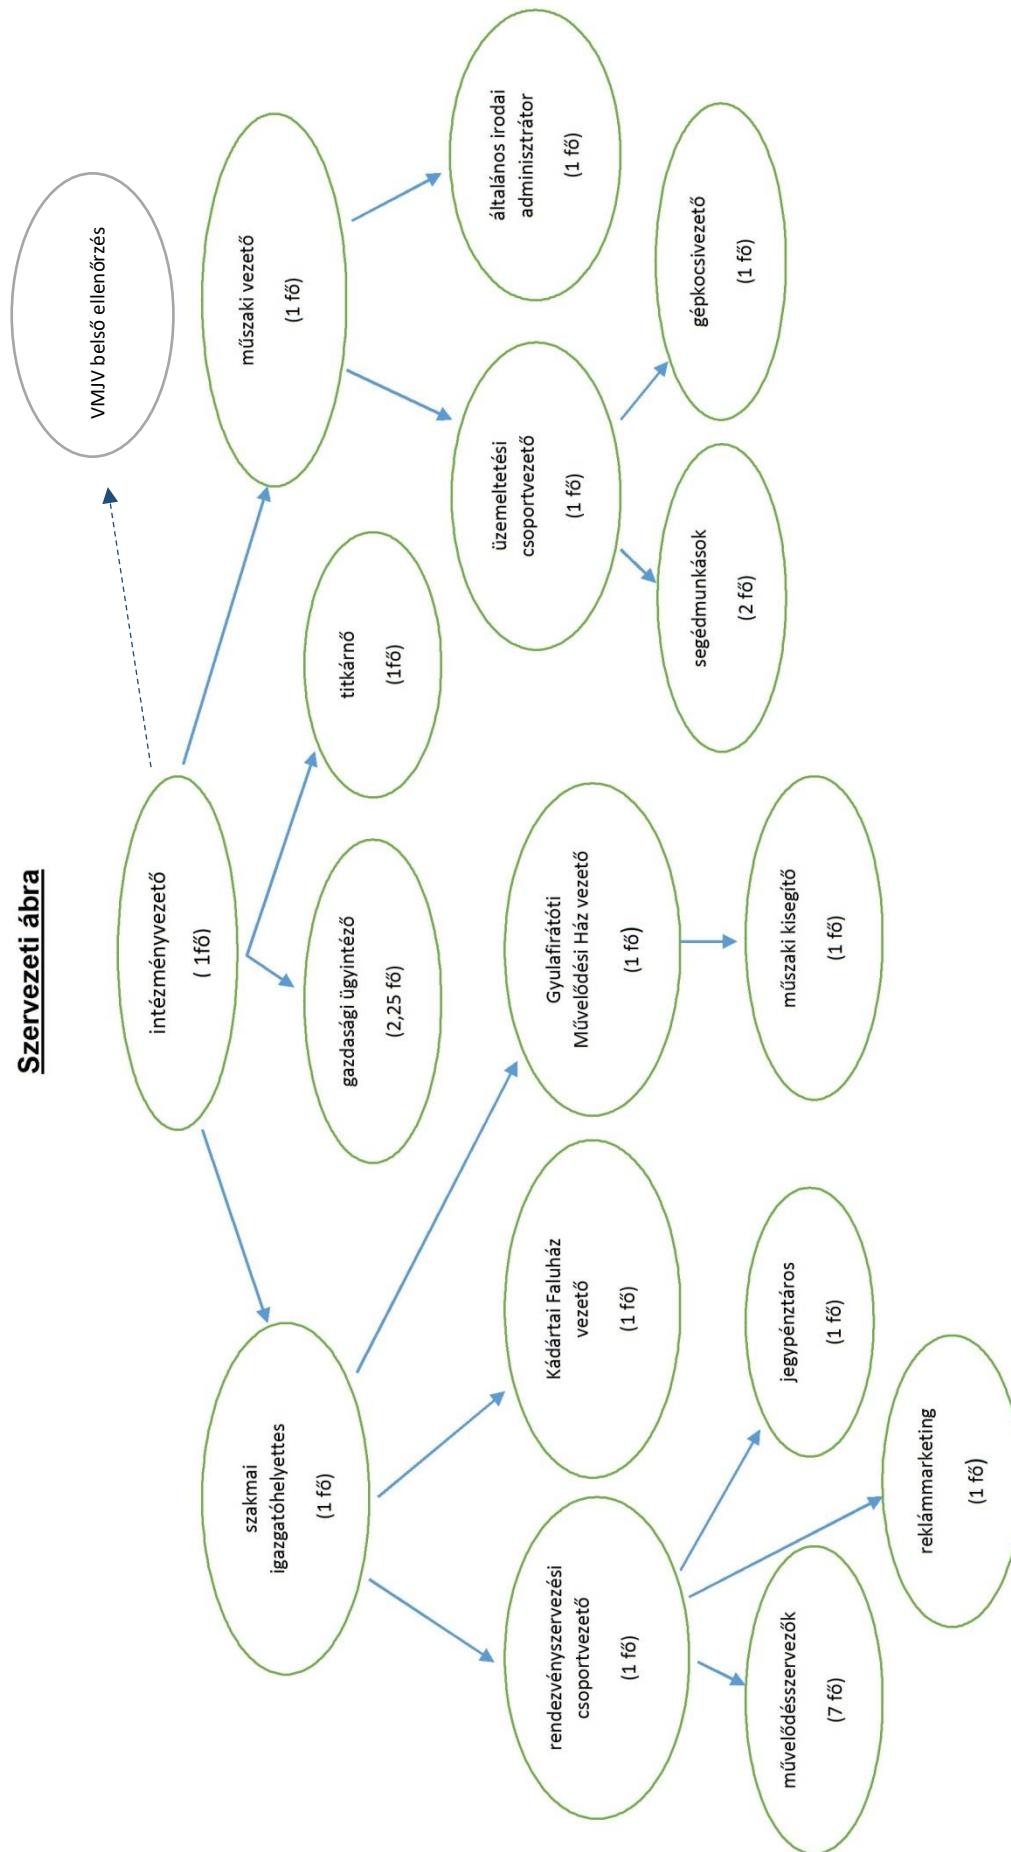 Szervezeti ábra
VMJV belső ellenőrzés
intézményvezető
( 1fő)
szakmai
igazgatóhelyettes
(1 fő)
műszaki vezető
(1 fő)
gazdasági ügyintéző
(2,25 fő)
titkárnő
(1fő)
rendezvényszervezési
csoportvezető
(1 fő)
Kádártai Faluház
vezető
(1 fő)
Gyulafirátóti
Művelődési Ház vezető
(1 fő)
üzemeltetési
csoportvezető
(1 fő)
általános irodai
adminisztrátor
(1 fő)
művelődésszervezők
(7 fő)
jegypénztáros
(1 fő)
műszaki kisegítő
(1 fő)
segédmunkások
(2 fő)
gépkocsivezető
(1 fő)
reklámmarketing
(1 fő)